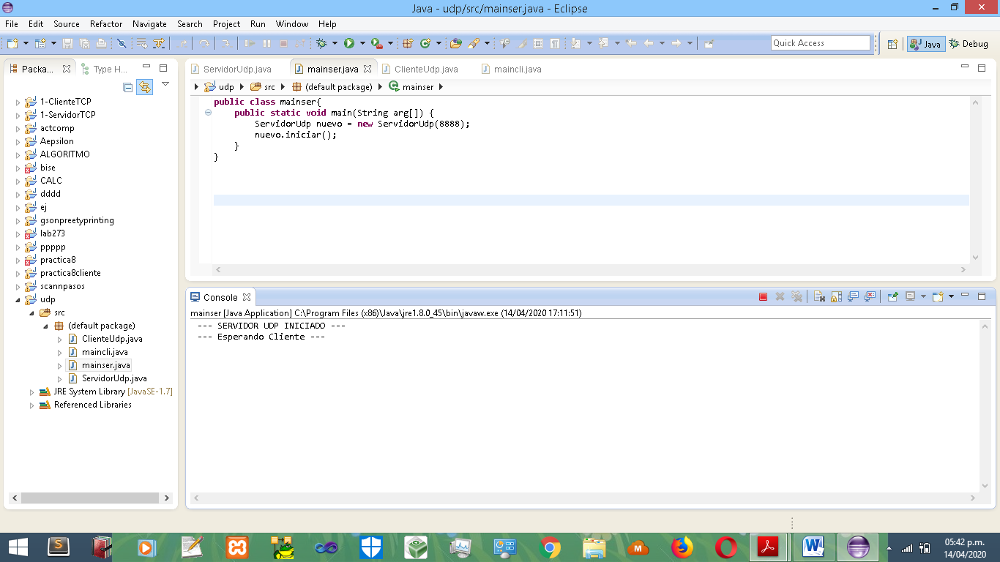 Java - udp/src/mainser.java - Eclipse
File Edit Source Refactor Navigate Search Project Run Window Help
Quick Access
Java
Debug
Packa...
Type H...
1-ClienteTCP
1-ServidorTCP
actcomp
Aepsilon
ALGORITMO
bise
CALC
dddd
ej
gsonpreetyprinting
lab273
ppppp
practica8
practica8cliente
scannpasos
udp
src
(default package)
ClienteUdp.java
maincli.java
mainser.java
ServidorUdp.java
JRE System Library [JavaSE-1.7]
Referenced Libraries
ServidorUdp.java mainser.java ClienteUdp.java maincli.java
udp src (default package) mainser
public class mainser{
public static void main(String arg[]) {
ServidorUdp nuevo = new ServidorUdp(8888);
nuevo.iniciar();
}
}
Console
mainser [Java Application] C:\Program Files (x86)\Java\jre1.8.0_45\bin\javaw.exe (14/04/2020 17:11:51)
--- SERVIDOR UDP INICIADO ---
--- Esperando Cliente ---
05:42 p.m.
14/04/2020